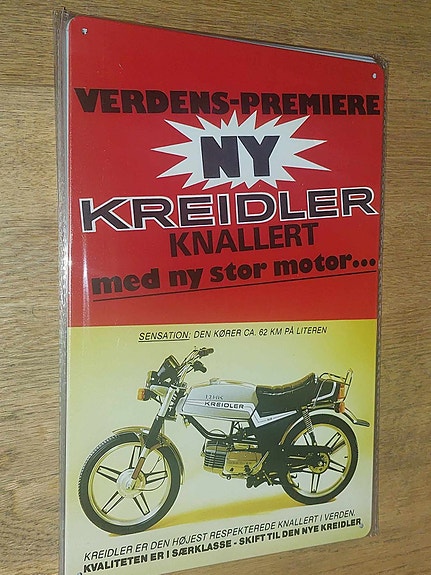 VERDENS-PREMIERE
NY
KREIDLER
KNALLERT
med ny stor motor...
SENSATION: DEN KØRER CA. 62 KM PÅ LITEREN
KREIDLER
KREIDLER ER DEN HØJEST RESPEKTEREDE KNALLERT I VERDEN.
KVALITETEN ER I SÆRKLASSE - SKIFT TIL DEN NYE KREIDLER